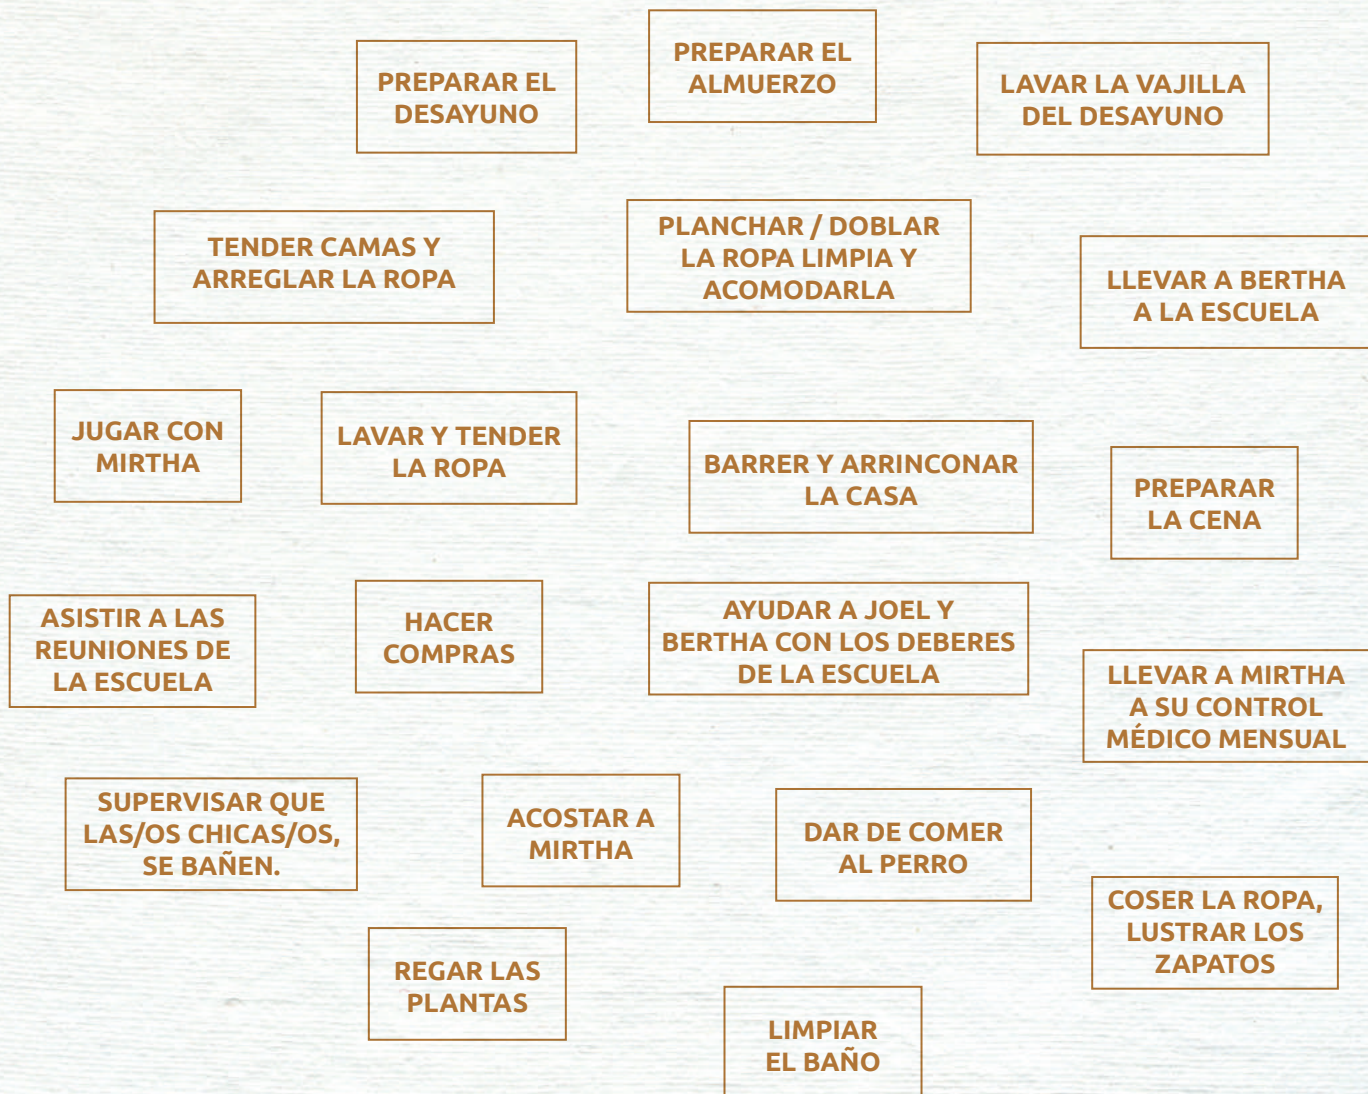 PREPARAR EL
DESAYUNO
PREPARAR EL
ALMUERZO
LAVAR LA VAJILLA
DEL DESAYUNO
TENDER CAMAS Y
ARREGLAR LA ROPA
PLANCHAR / DOBLAR
LA ROPA LIMPIA Y
ACOMODARLA
LLEVAR A BERTHA
A LA ESCUELA
JUGAR CON
MIRTHA
LAVAR Y TENDER
LA ROPA
BARRER Y ARRINCONAR
LA CASA
PREPARAR
LA CENA
ASISTIR A LAS
REUNIONES DE
LA ESCUELA
HACER
COMPRAS
AYUDAR A JOEL Y
BERTHA CON LOS DEBERES
DE LA ESCUELA
LLEVAR A MIRTHA
A SU CONTROL
MÉDICO MENSUAL
SUPERVISAR QUE
LAS/OS CHICAS/OS,
SE BAÑEN.
ACOSTAR A
MIRTHA
DAR DE COMER
AL PERRO
COSER LA ROPA,
LUSTRAR LOS
ZAPATOS
REGAR LAS
PLANTAS
LIMPIAR
EL BAÑO